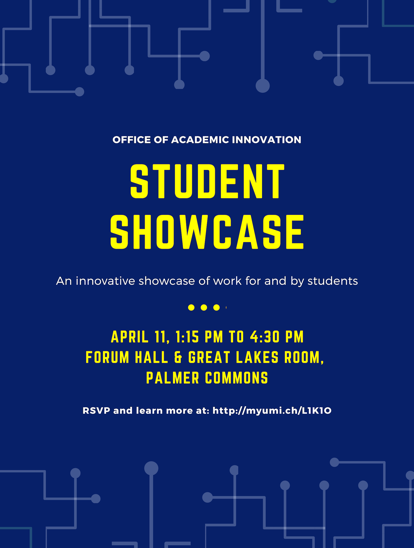 OFFICE OF ACADEMIC INNOVATION
STUDENT
SHOWCASE
An innovative showcase of work for and by students
APRIL 11, 1:15 PM TO 4:30 PM
FORUM HALL & GREAT LAKES ROOM,
PALMER COMMONS
RSVP and learn more at: http://myumi.ch/L1K1O